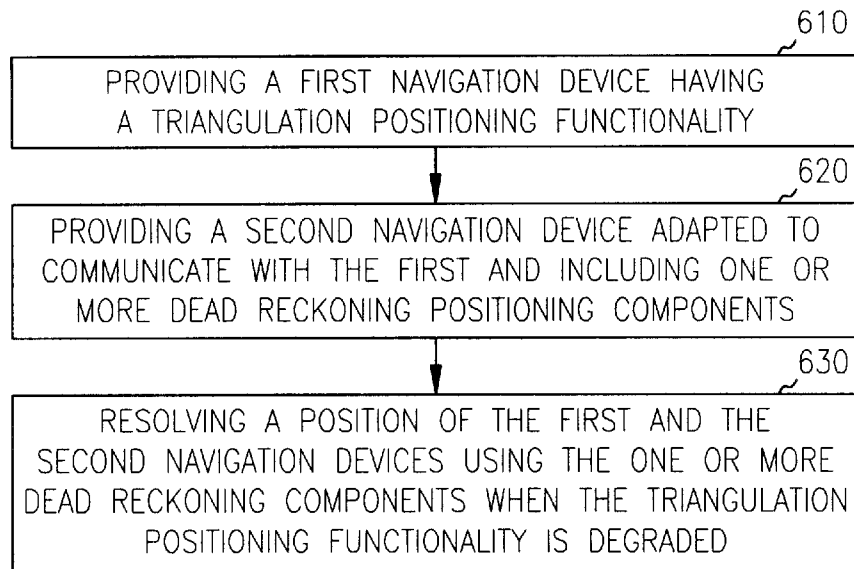 610
PROVIDING A FIRST NAVIGATION DEVICE HAVING
A TRIANGULATION POSITIONING FUNCTIONALITY
620
PROVIDING A SECOND NAVIGATION DEVICE ADAPTED TO
COMMUNICATE WITH THE FIRST AND INCLUDING ONE OR
MORE DEAD RECKONING POSITIONING COMPONENTS
630
RESOLVING A POSITION OF THE FIRST AND THE
SECOND NAVIGATION DEVICES USING THE ONE OR MORE
DEAD RECKONING COMPONENTS WHEN THE TRIANGULATION
POSITIONING FUNCTIONALITY IS DEGRADED